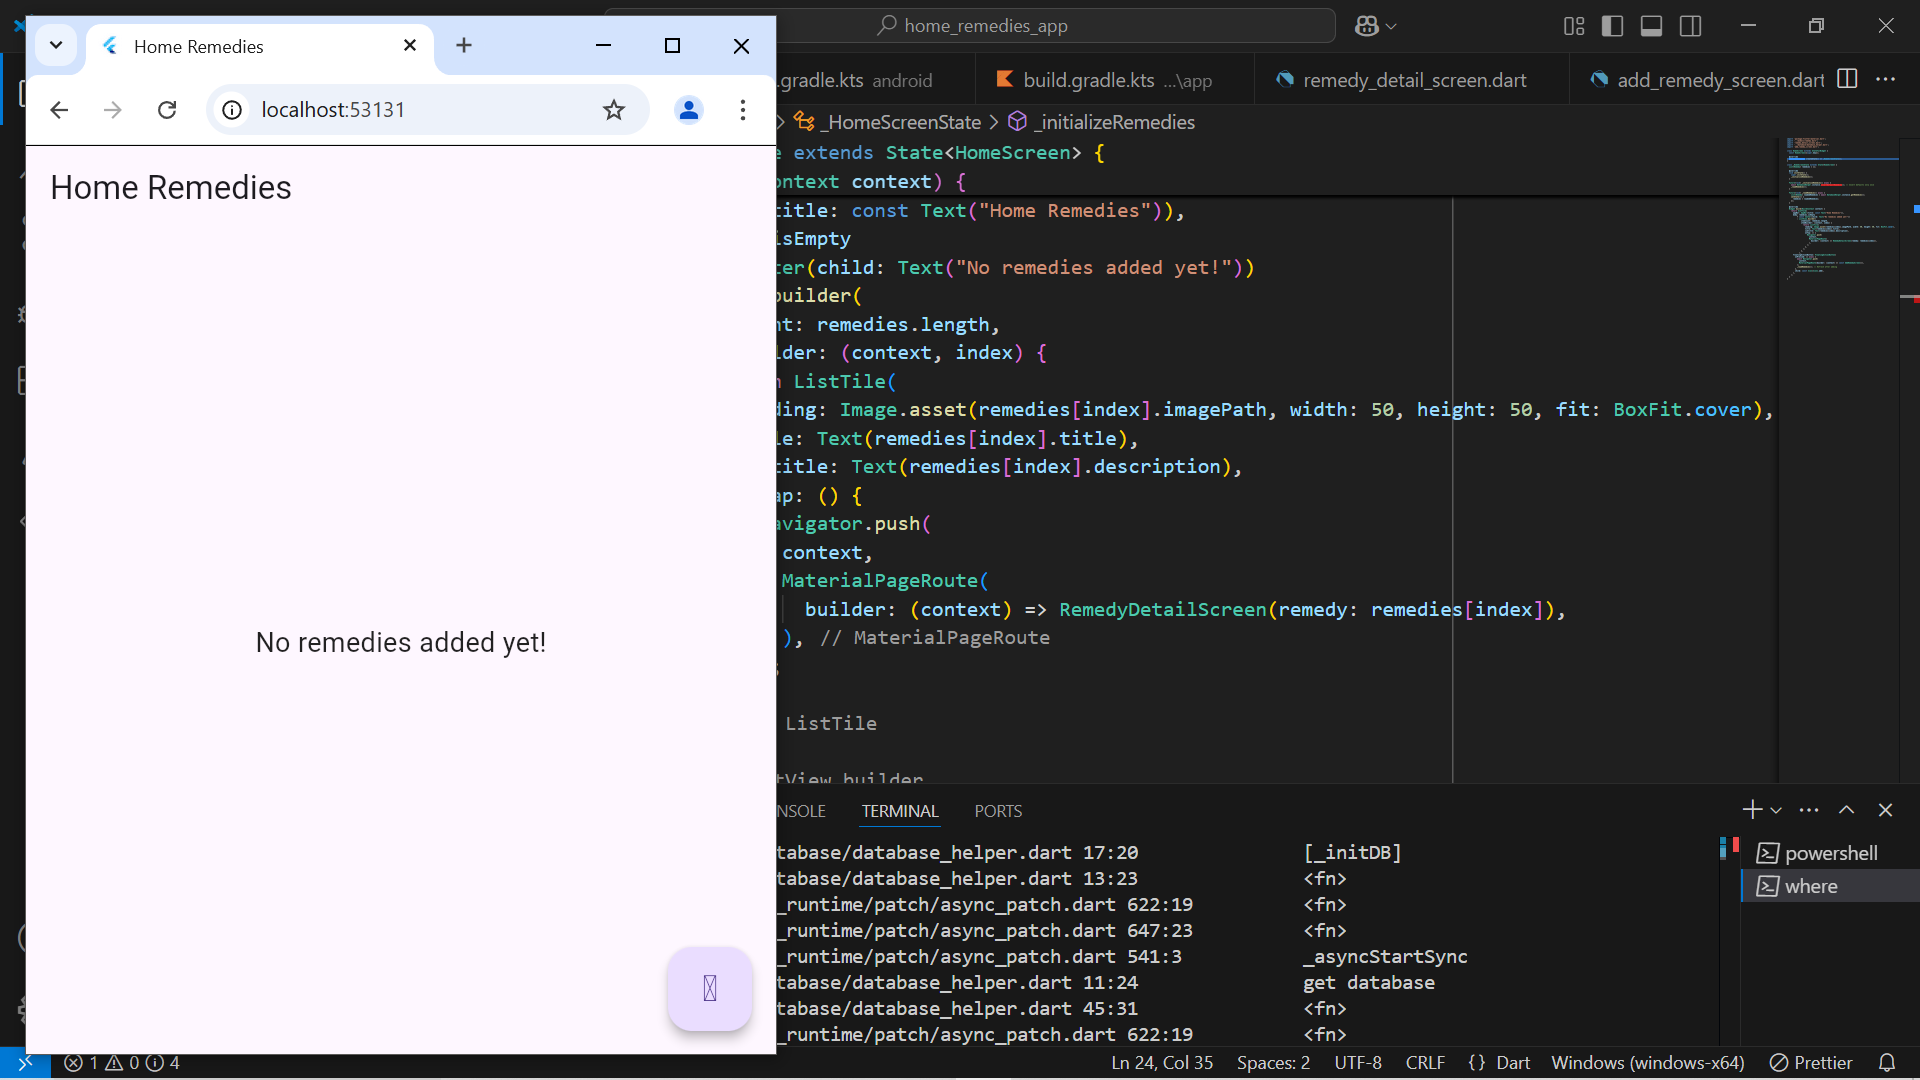 home_remedies_app
Home Remedies
localhost:53131
Home Remedies
No remedies added yet!
.gradle.kts android
build.gradle.kts ...\app
remedy_detail_screen.dart
add_remedy_screen.dart
_HomeScreenState > _initializeRemedies
e extends State<HomeScreen> {
ontext context) {
title: const Text("Home Remedies")),
isEmpty
ter(child: Text("No remedies added yet!"))
builder(
nt: remedies.length,
lder: (context, index) {
n ListTile(
ding: Image.asset(remedies[index].imagePath, width: 50, height: 50, fit: BoxFit.cover),
le: Text(remedies[index].title),
title: Text(remedies[index].description),
ap: () {
avigator.push(
context,
MaterialPageRoute(
builder: (context) => RemedyDetailScreen(remedy: remedies[index]),
), // MaterialPageRoute
;
ListTile
tView.builder
NSOLE
TERMINAL
PORTS
tabase/database_helper.dart 17:20 [_initDB]
tabase/database_helper.dart 13:23 <fn>
_runtime/patch/async_patch.dart 622:19 <fn>
_runtime/patch/async_patch.dart 647:23 <fn>
_runtime/patch/async_patch.dart 541:3 _asyncStartSync
tabase/database_helper.dart 11:24 get database
tabase/database_helper.dart 45:31 <fn>
_runtime/patch/async_patch.dart 622:19 <fn>
powershell
where
1 0 4
Ln 24, Col 35 Spaces: 2 UTF-8 CRLF {} Dart Windows (windows-x64) Prettier